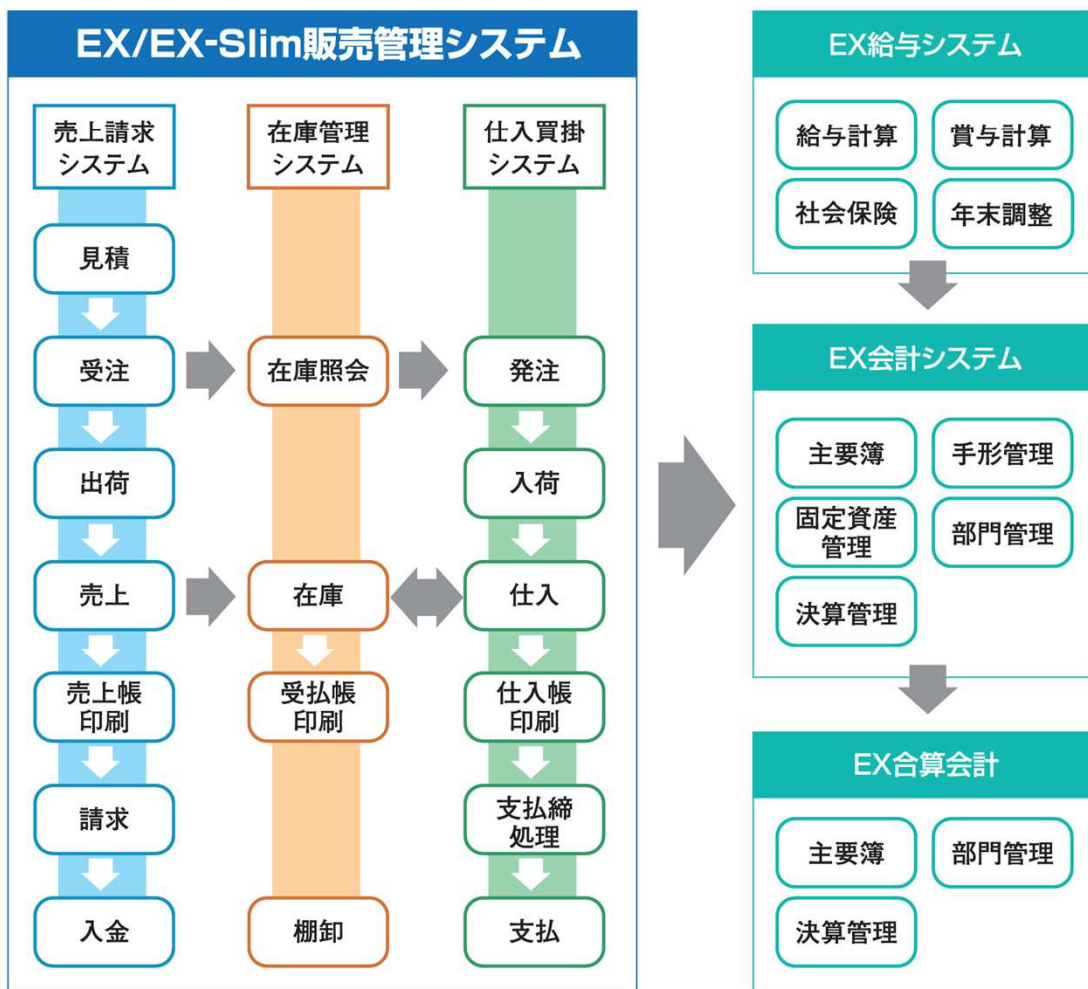 EX/EX-Slim販売管理システム
売上請求
システム
見積
受注
出荷
売上
売上帳
印刷
請求
入金
在庫管理
システム
在庫照会
在庫
受払帳
印刷
棚卸
仕入買掛
システム
発注
入荷
仕入
仕入帳
印刷
支払締
処理
支払
EX給与システム
給与計算
賞与計算
社会保険
年末調整
EX会計システム
主要簿
手形管理
固定資産
管理
部門管理
決算管理
EX合算会計
主要簿
部門管理
決算管理